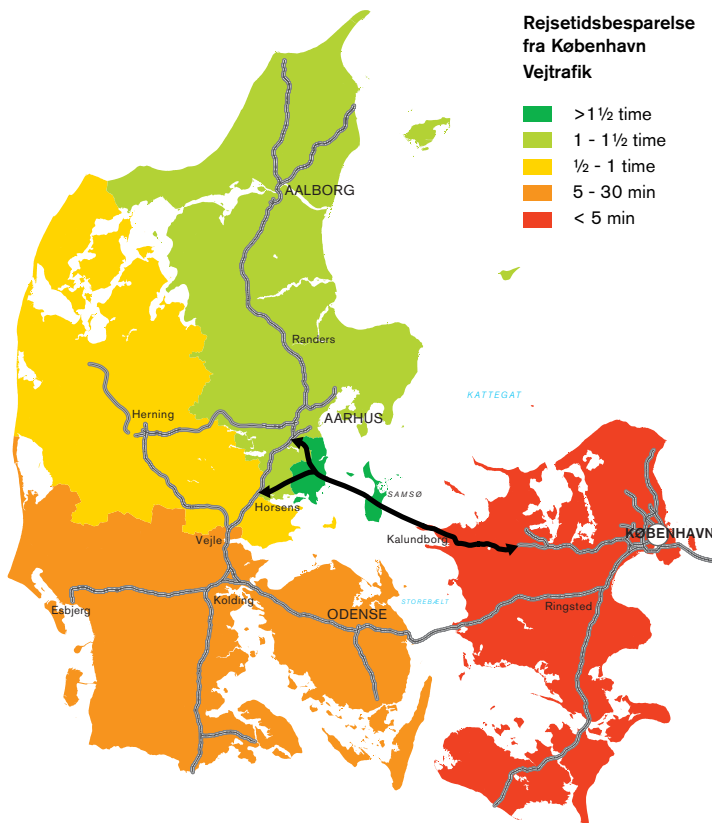 Rejsetidsbesparelse
fra København
Vejtrafik
>1½ time
1 - 1½ time
½ - 1 time
5 - 30 min
< 5 min
AALBORG
Randers
KATTEGAT
Herning
AARHUS
SAMSØ
Horsens
Kalundborg
KØBENHAVN
Vejle
Kolding
STOREBÆLT
Ringsted
Esbjerg
ODENSE